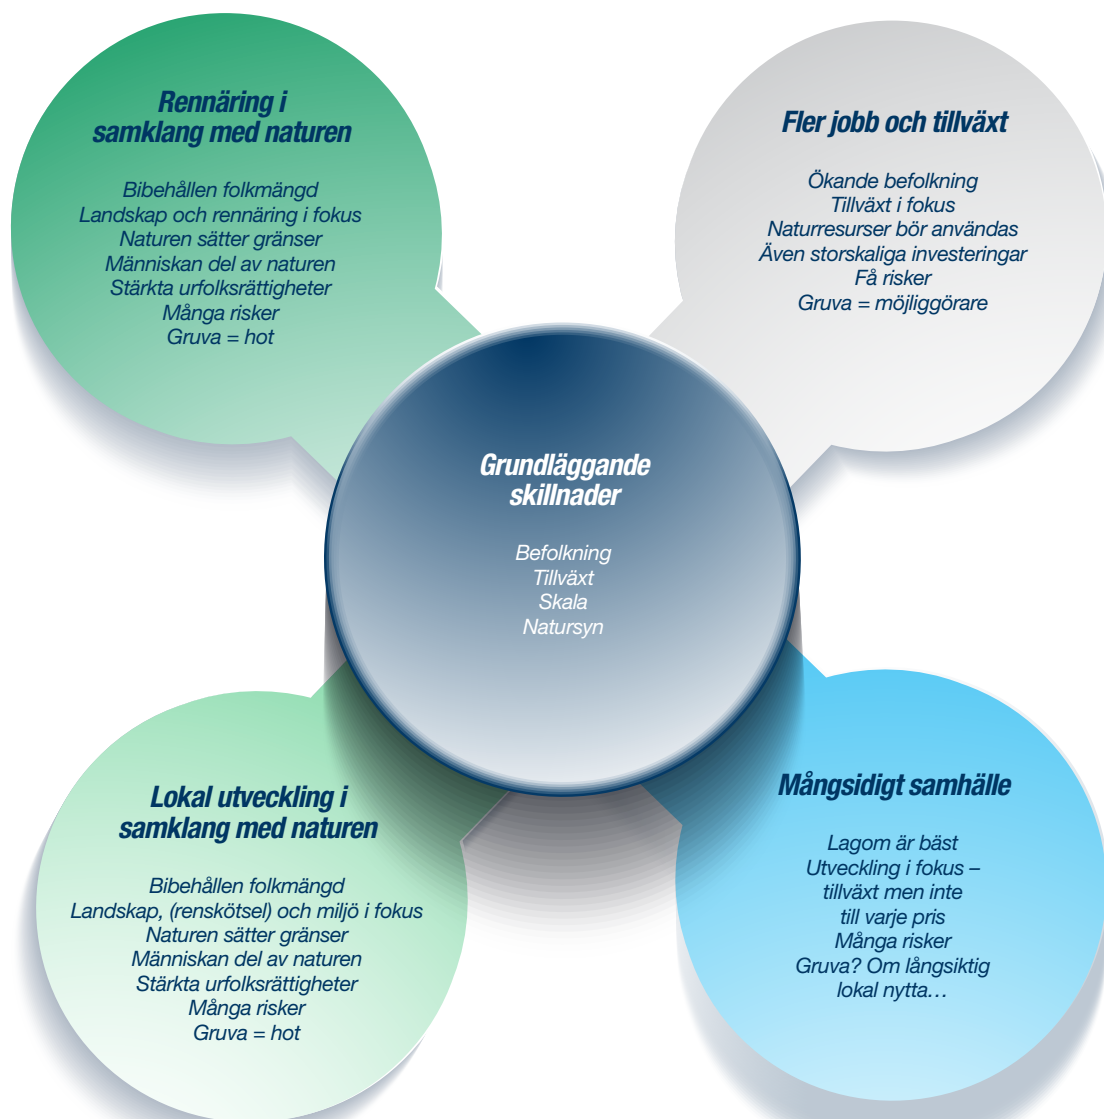 Rennäring i
samklang med naturen
Bibehållen folkmängd
Landskap och rennäring i fokus
Naturen sätter gränser
Människan del av naturen
Stärkta urfolksrättigheter
Många risker
Gruva = hot
Fler jobb och tillväxt
Ökande befolkning
Tillväxt i fokus
Naturresurser bör användas
Även storskaliga investeringar
Få risker
Gruva = möjliggörare
Grundläggande
skillnader
Befolkning
Tillväxt
Skala
Natursyn
Lokal utveckling i
samklang med naturen
Bibehållen folkmängd
Landskap, (renskötsel) och miljö i fokus
Naturen sätter gränser
Människan del av naturen
Stärkta urfolksrättigheter
Många risker
Gruva = hot
Mångsidigt samhälle
Lagom är bäst
Utveckling i fokus –
tillväxt men inte
till varje pris
Många risker
Gruva? Om långsiktig
lokal nytta…